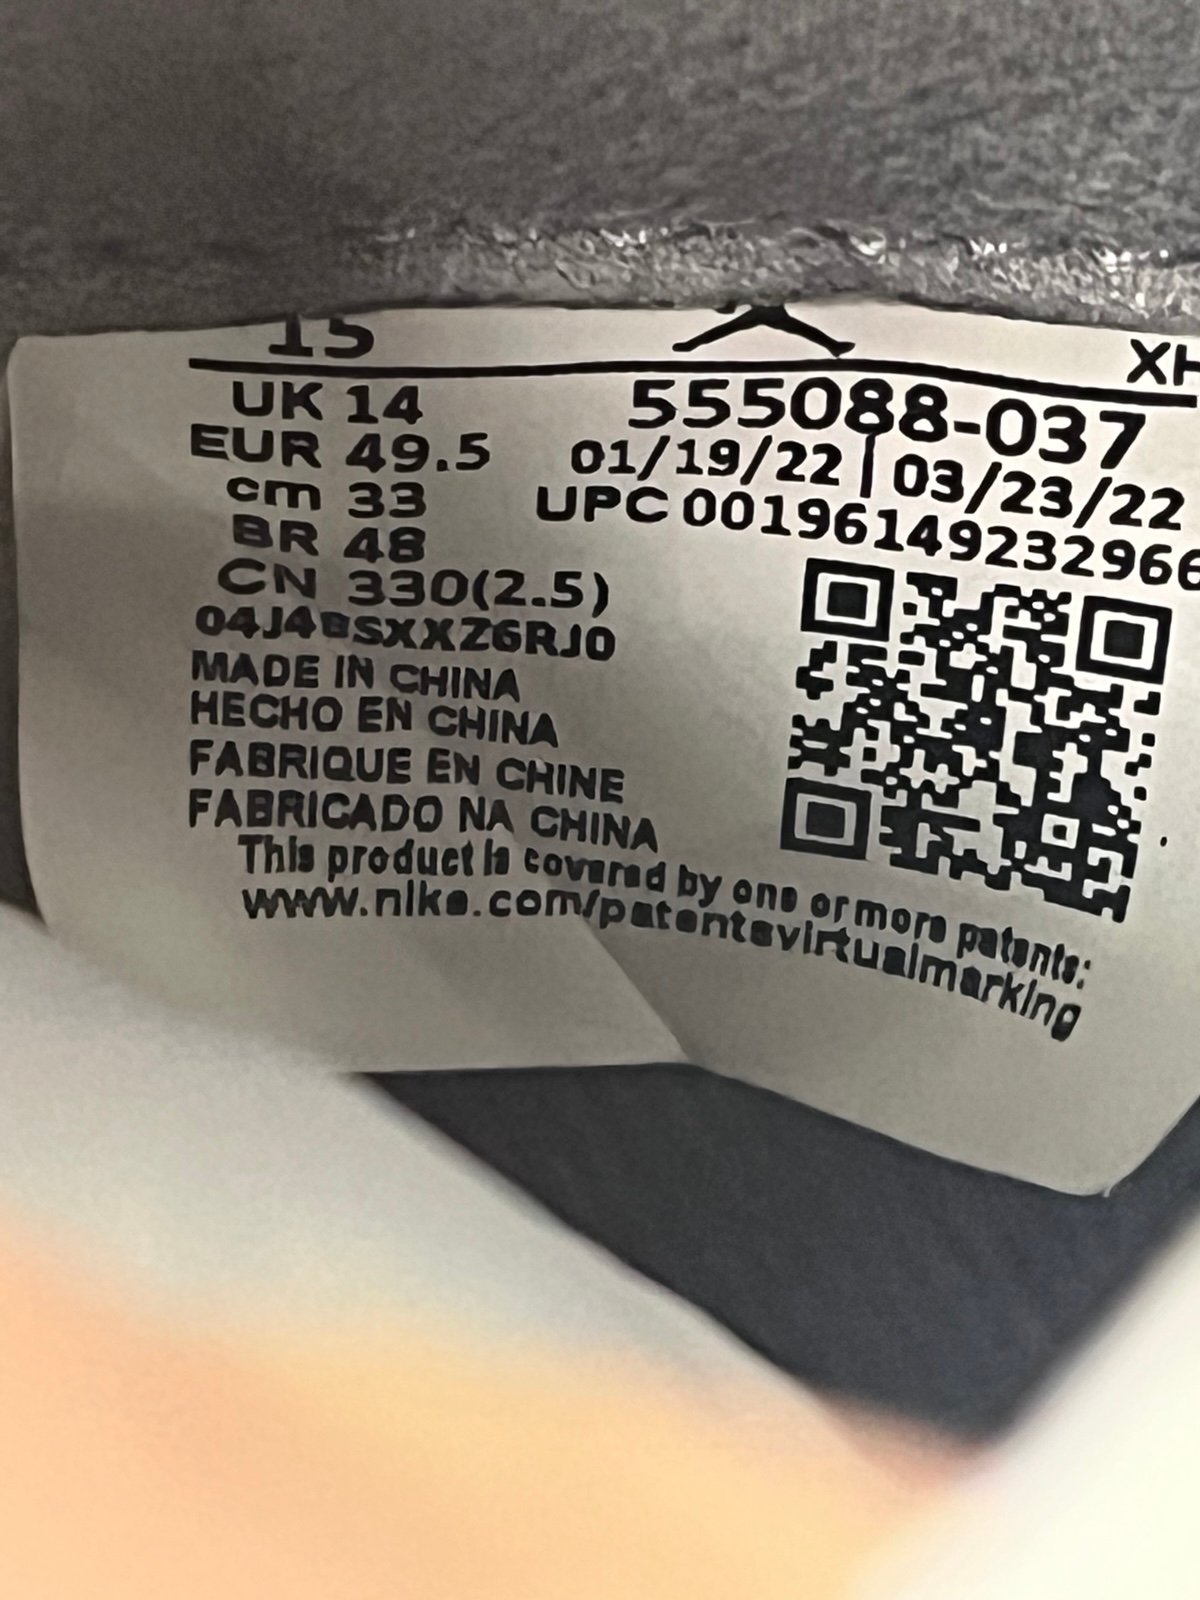 15
XH
UK 14
EUR 49.5
cm 33
BR 48
CN 330(2.5)
555088-037
01/19/22 | 03/23/22
UPC 00196149232966
MADE IN CHINA
HECHO EN CHINA
FABRIQUE EN CHINE
FABRICADO NA CHINA
This product is covered by one or more patents:
www.nike.com/patentsvirtualmarking